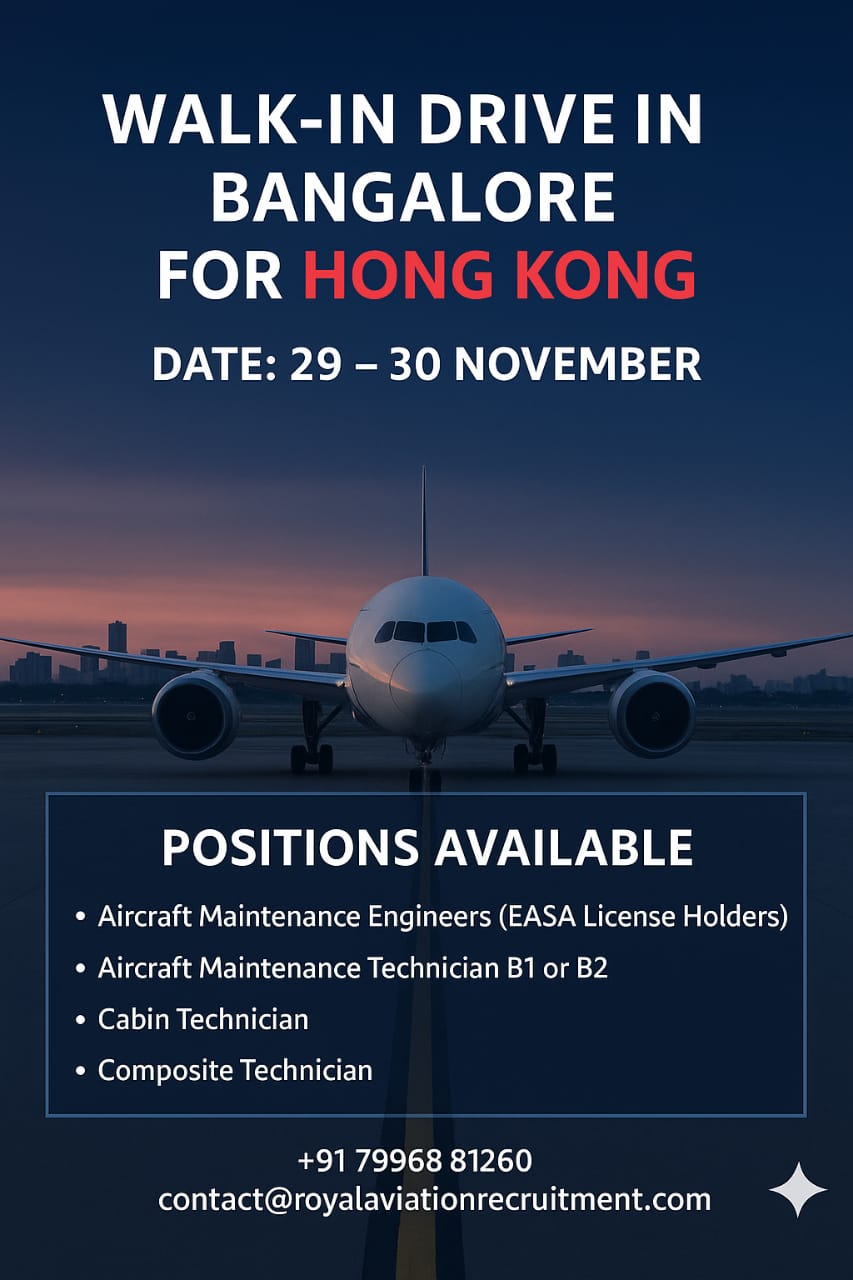 WALK-IN DRIVE IN
BANGALORE
FOR HONG KONG
DATE: 29 – 30 NOVEMBER
POSITIONS AVAILABLE
• Aircraft Maintenance Engineers (EASA License Holders)
• Aircraft Maintenance Technician B1 or B2
• Cabin Technician
• Composite Technician
+91 79968 81260
contact@royalaviationrecruitment.com